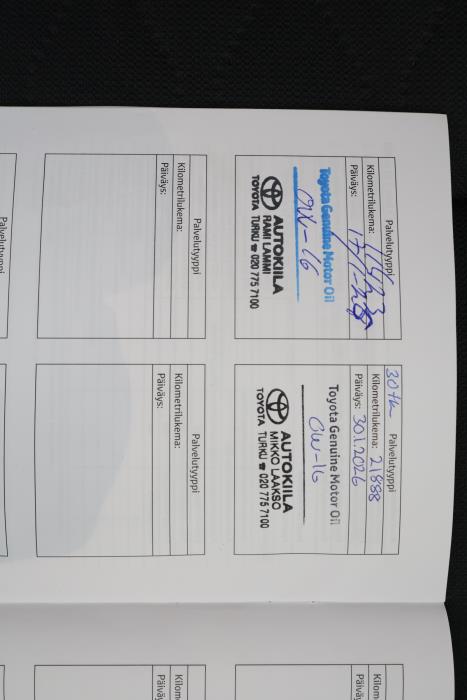 Palvelutyyppi
Kilometrilukema:
Päiväys:
Toyota Genuine Motor Oil
0W-16
AUTOKIILA
RAMI LAMMI
TOYOTA TURKU ☎ 020 775 7100
30 tkm Palvelutyyppi
Kilometrilukema: 21888
Päiväys: 30.1.2026
Toyota Genuine Motor Oil
0W-16
AUTOKIILA
MIKKO LAAKSO
TOYOTA TURKU ☎ 020 775 7100
Palvelutyyppi
Kilometrilukema:
Päiväys:
Palvelutyyppi
Kilometrilukema:
Päiväys: